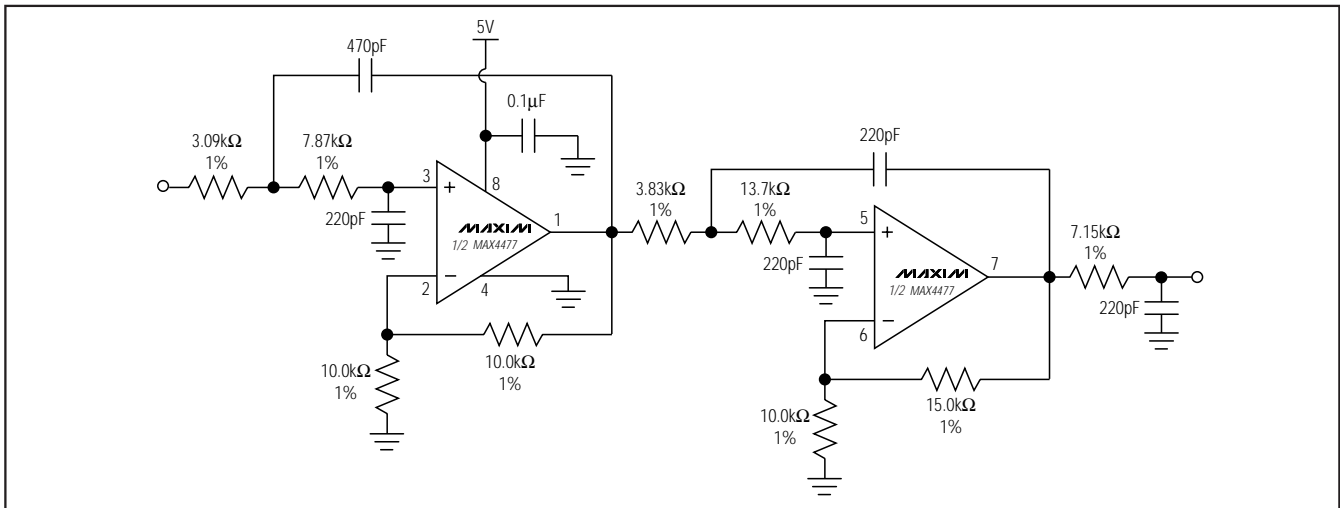 5V
470pF
0.1µF
3.09kΩ
1%
7.87kΩ
1%
3
8
220pF
MAXIM
1/2 MAX4477
1
2
4
10.0kΩ
1%
10.0kΩ
1%
220pF
3.83kΩ
1%
13.7kΩ
1%
5
220pF
MAXIM
1/2 MAX4477
7
6
7.15kΩ
1%
220pF
15.0kΩ
1%
10.0kΩ
1%